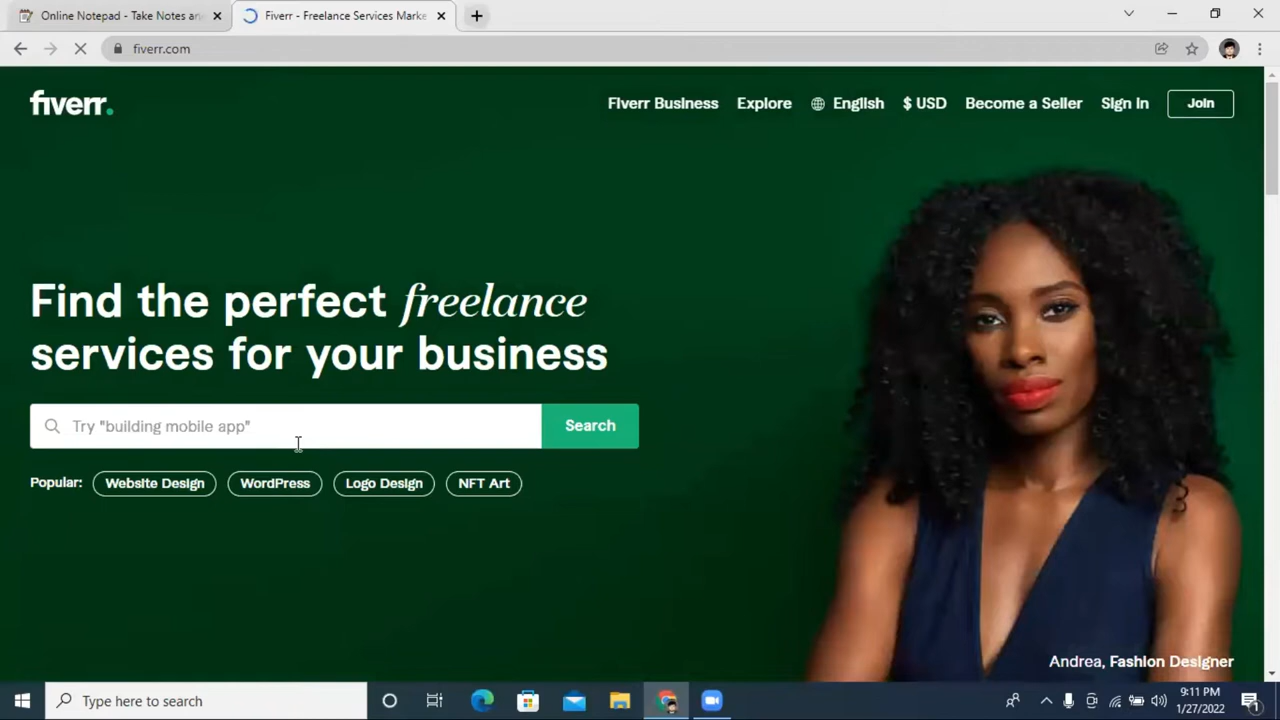 Online Notepad - Take Notes an
Fiverr - Freelance Services Marke
fiverr.com
fiverr.
Fiverr Business
Explore
English
$ USD
Become a Seller
Sign In
Join
Find the perfect freelance
services for your business
Try "building mobile app"
Search
Popular:
Website Design
WordPress
Logo Design
NFT Art
Andrea, Fashion Designer
Type here to search
9:11 PM
1/27/2022
1